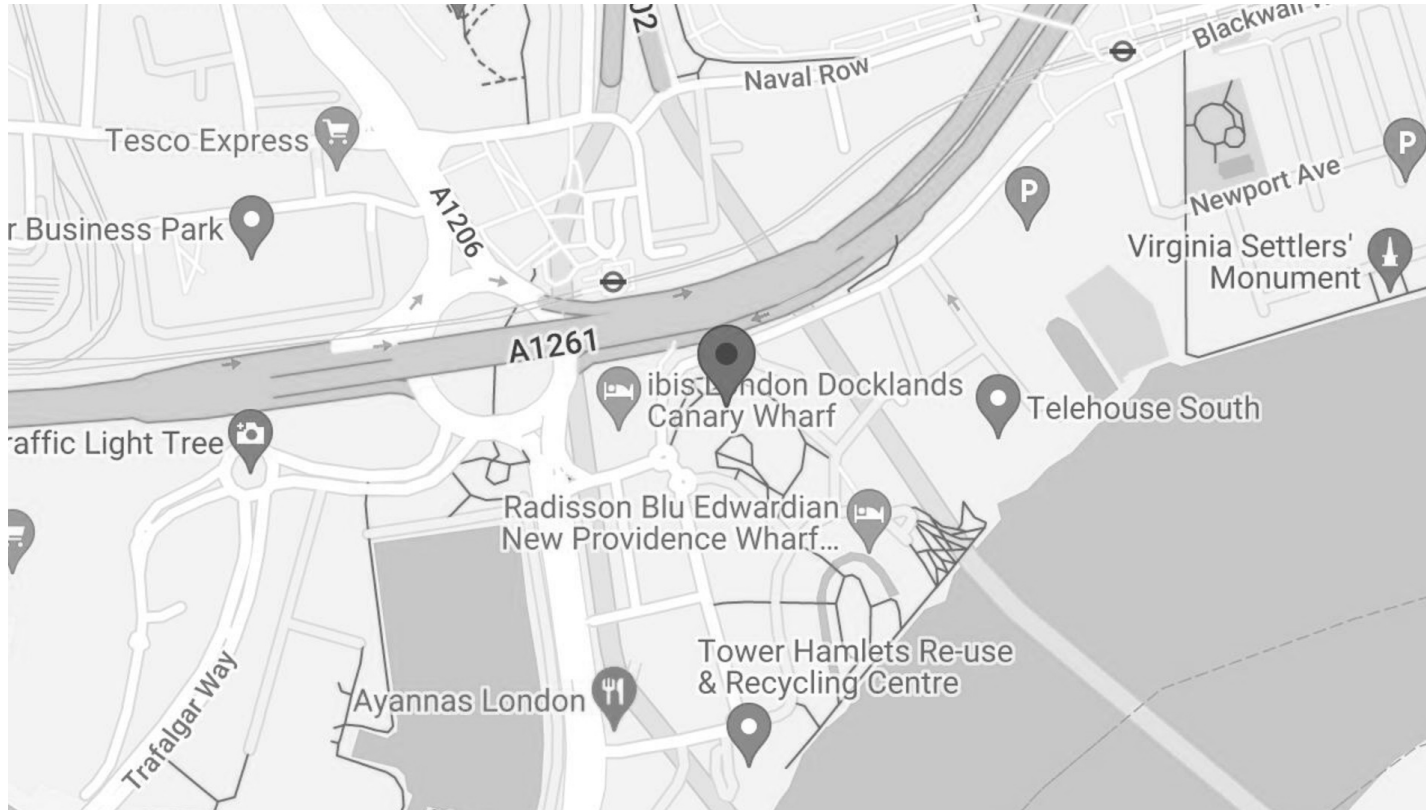 02
Naval Row
Blackwall
Tesco Express
P
A1206
P
Newport Ave
r Business Park
Virginia Settlers'
Monument
A1261
ibis London Docklands
Canary Wharf
Telehouse South
raffic Light Tree
Radisson Blu Edwardian
New Providence Wharf...
Tower Hamlets Re-use
& Recycling Centre
Ayannas London
Trafalgar Way